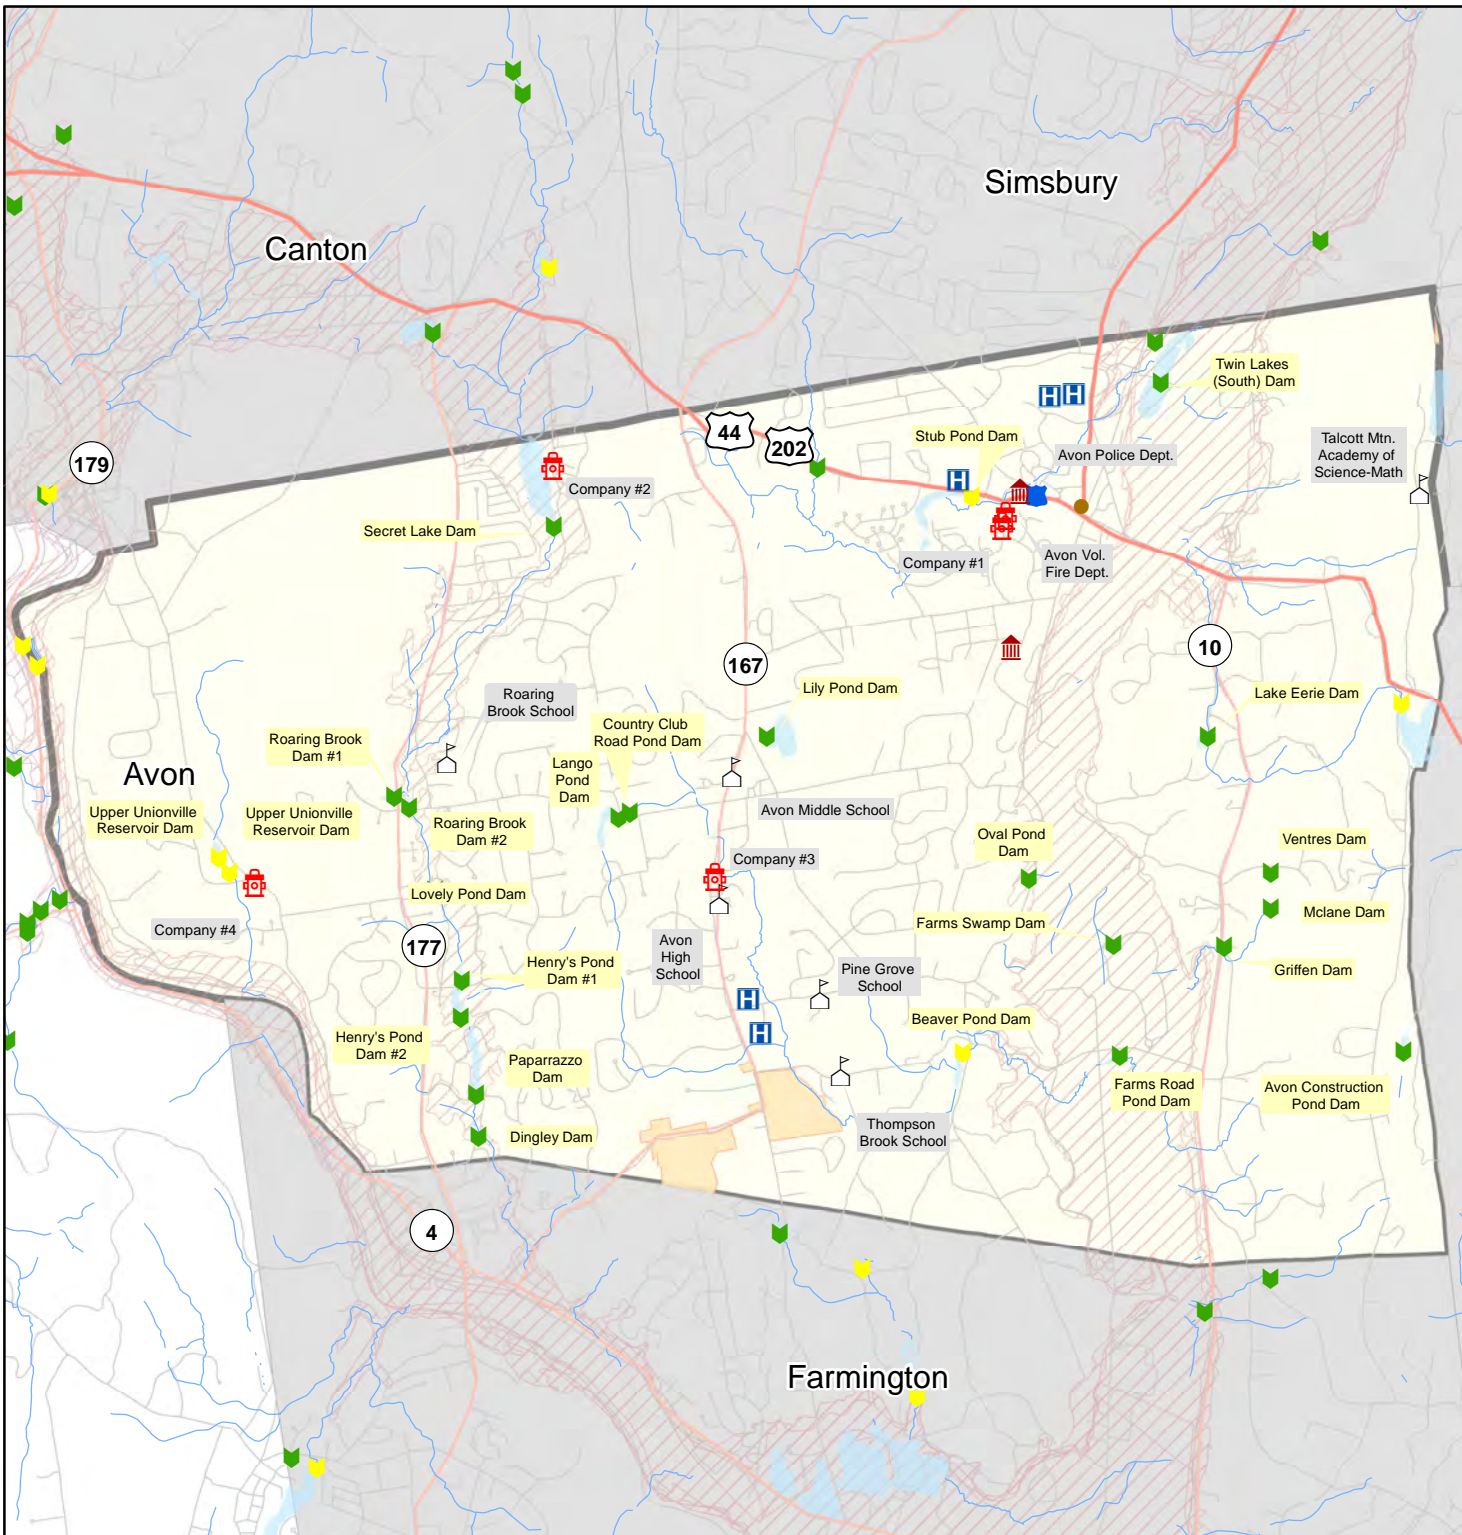 Simsbury
Canton
Twin Lakes
(South) Dam
44
202
Stub Pond Dam
Talcott Mtn.
Academy of
Science-Math
Avon Police Dept.
179
Company #2
Secret Lake Dam
Company #1
Avon Vol.
Fire Dept.
167
10
Roaring
Brook School
Lily Pond Dam
Lake Eerie Dam
Country Club
Road Pond Dam
Roaring Brook
Dam #1
Lango
Pond
Dam
Avon
Upper Unionville
Reservoir Dam
Upper Unionville
Reservoir Dam
Roaring Brook
Dam #2
Avon Middle School
Oval Pond
Dam
Ventres Dam
Company #3
Lovely Pond Dam
Mclane Dam
Company #4
Farms Swamp Dam
177
Avon
High
School
Henry's Pond
Dam #1
Pine Grove
School
Griffen Dam
H
H
H
H
H
Beaver Pond Dam
Henry's Pond
Dam #2
Paparrazzo
Dam
Farms Road
Pond Dam
Avon Construction
Pond Dam
Thompson
Brook School
Dingley Dam
4
Farmington